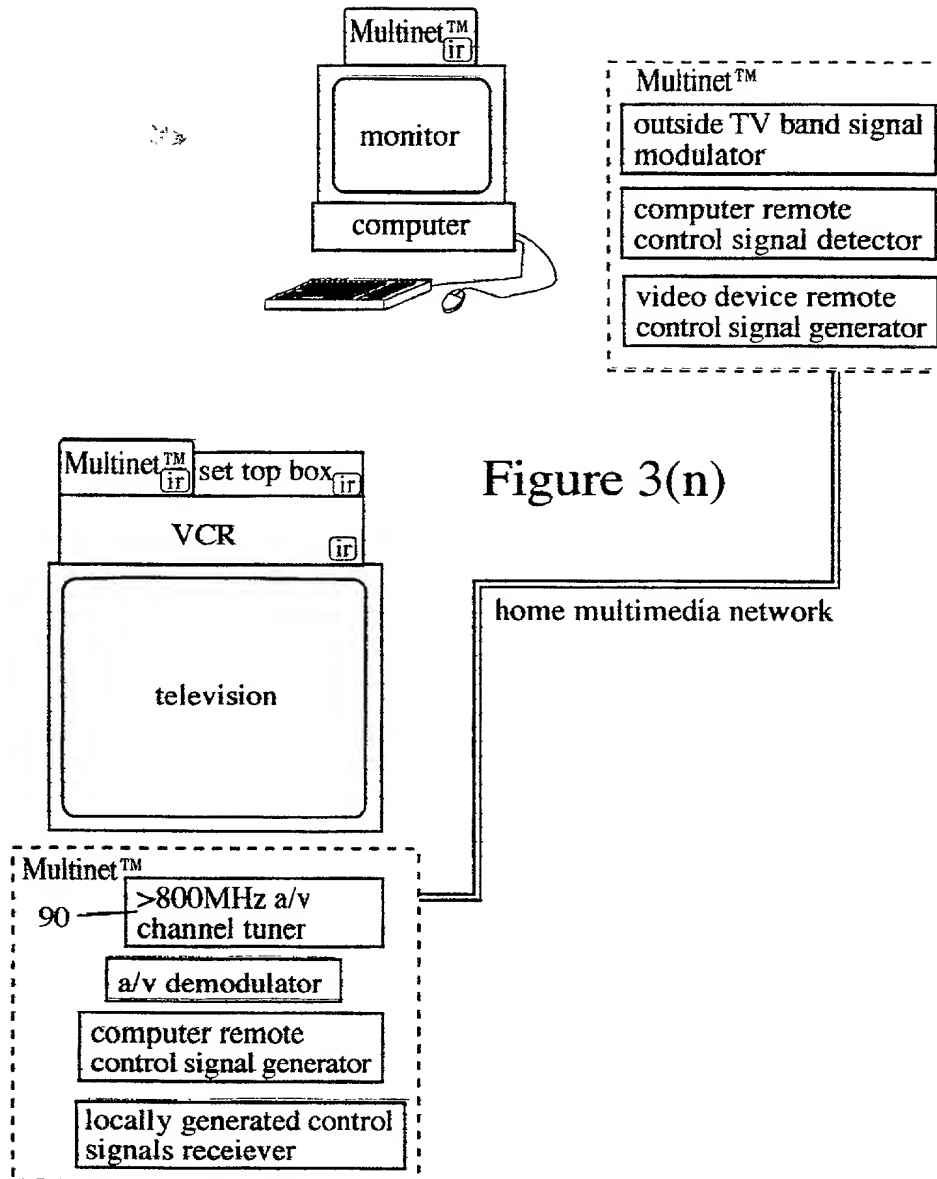 Multinet™
ir
monitor
computer
Multinet™
outside TV band signal
modulator
computer remote
control signal detector
video device remote
control signal generator
Multinet™
ir
set top box
ir
VCR
ir
Figure 3(n)
home multimedia network
television
Multinet™
90
>800MHz a/v
channel tuner
a/v demodulator
computer remote
control signal generator
locally generated control
signals receiever